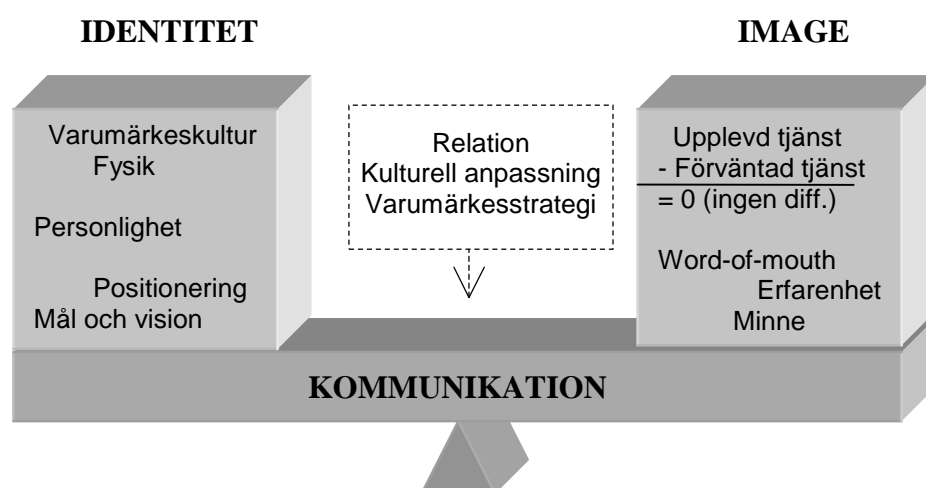 IDENTITET
IMAGE
Varumärkeskultur
Fysik
Personlighet
Positionering
Mål och vision
Relation
Kulturell anpassning
Varumärkesstrategi
Upplevd tjänst
- Förväntad tjänst
= 0 (ingen diff.)
Word-of-mouth
Erfarenhet
Minne
KOMMUNIKATION